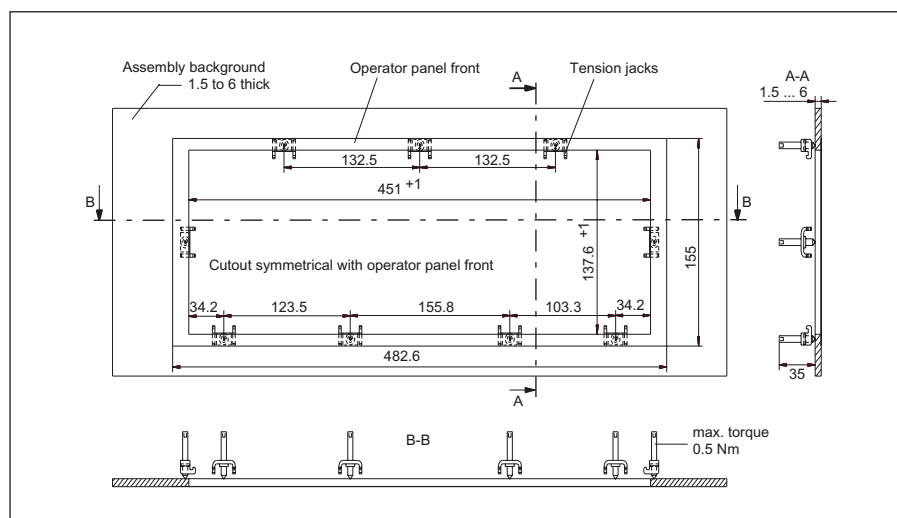 Assembly background
1.5 to 6 thick
Operator panel front
A
Tension jacks
A-A
1.5 ... 6
132.5
132.5
451 +1
B
B
137.6 +1
155
Cutout symmetrical with operator panel front
34.2
123.5
155.8
103.3
34.2
482.6
35
A
B-B
max. torque
0.5 Nm